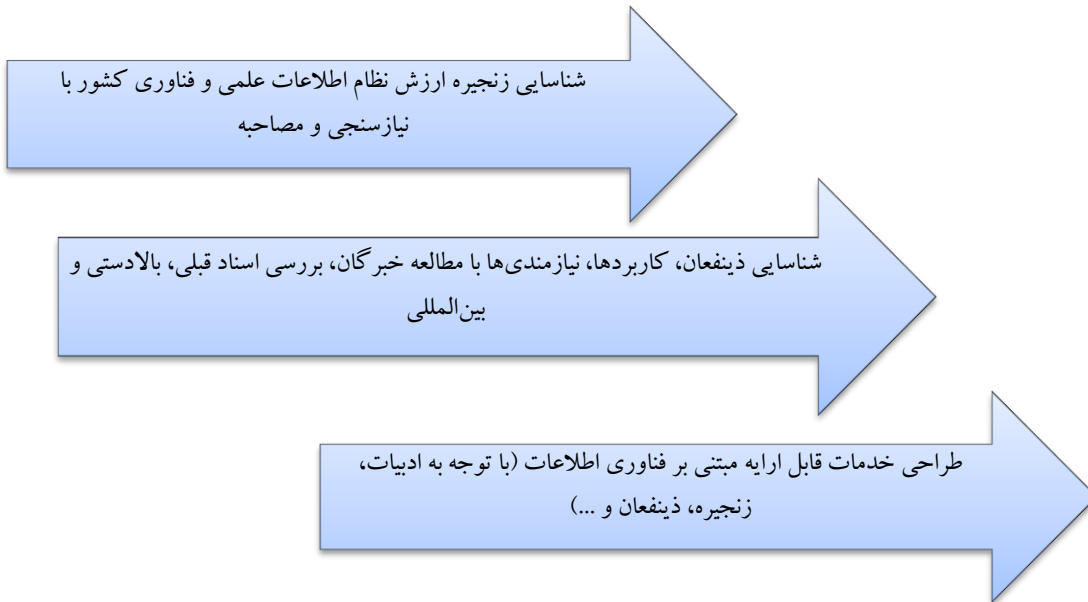 شناسایی زنجیره ارزش نظام اطلاعات علمی و فناوری کشور با
نیازسنجی و مصاحبه
شناسایی ذینفعان، کاربردها، نیازمندی‌ها با مطالعه خبرگان، بررسی اسناد قبلی، بالادستی و
بین‌المللی
طراحی خدمات قابل ارایه مبتنی بر فناوری اطلاعات (با توجه به ادبیات،
زنجیره، ذینفعان و ...)